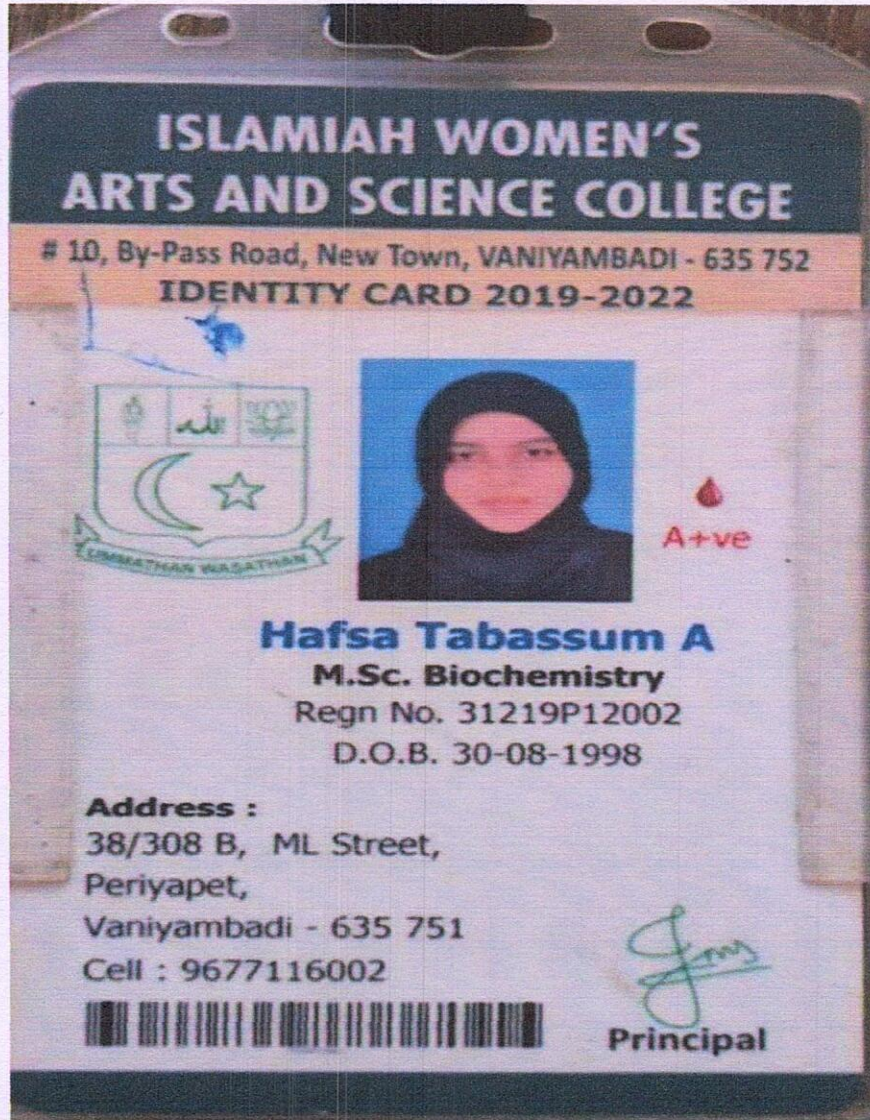 ISLAMIAH WOMEN'S
ARTS AND SCIENCE COLLEGE
# 10, By-Pass Road, New Town, VANIYAMBADI - 635 752
IDENTITY CARD 2019-2022
الله
UMMATHAN WASATHAN
A+ve
Hafsa Tabassum A
M.Sc. Biochemistry
Regn No. 31219P12002
D.O.B. 30-08-1998
Address :
38/308 B, ML Street,
Periyapet,
Vaniyambadi - 635 751
Cell : 9677116002
Principal